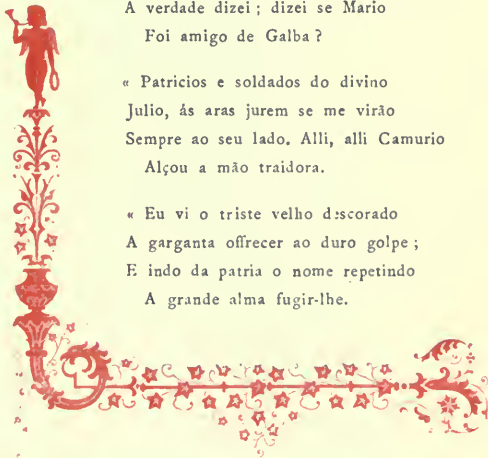 A verdade dizei ; dizei se Mario
Foi amigo de Galba ?
« Patricios e soldados do divino
Julio, ás aras jurem se me virão
Sempre ao seu lado. Alli, alli Camurio
Alçou a mão traidora.
« Eu vi o triste velho descorado
A garganta offrecer ao duro golpe ;
E indo da patria o nome repetindo
A grande alma fugir-lhe.